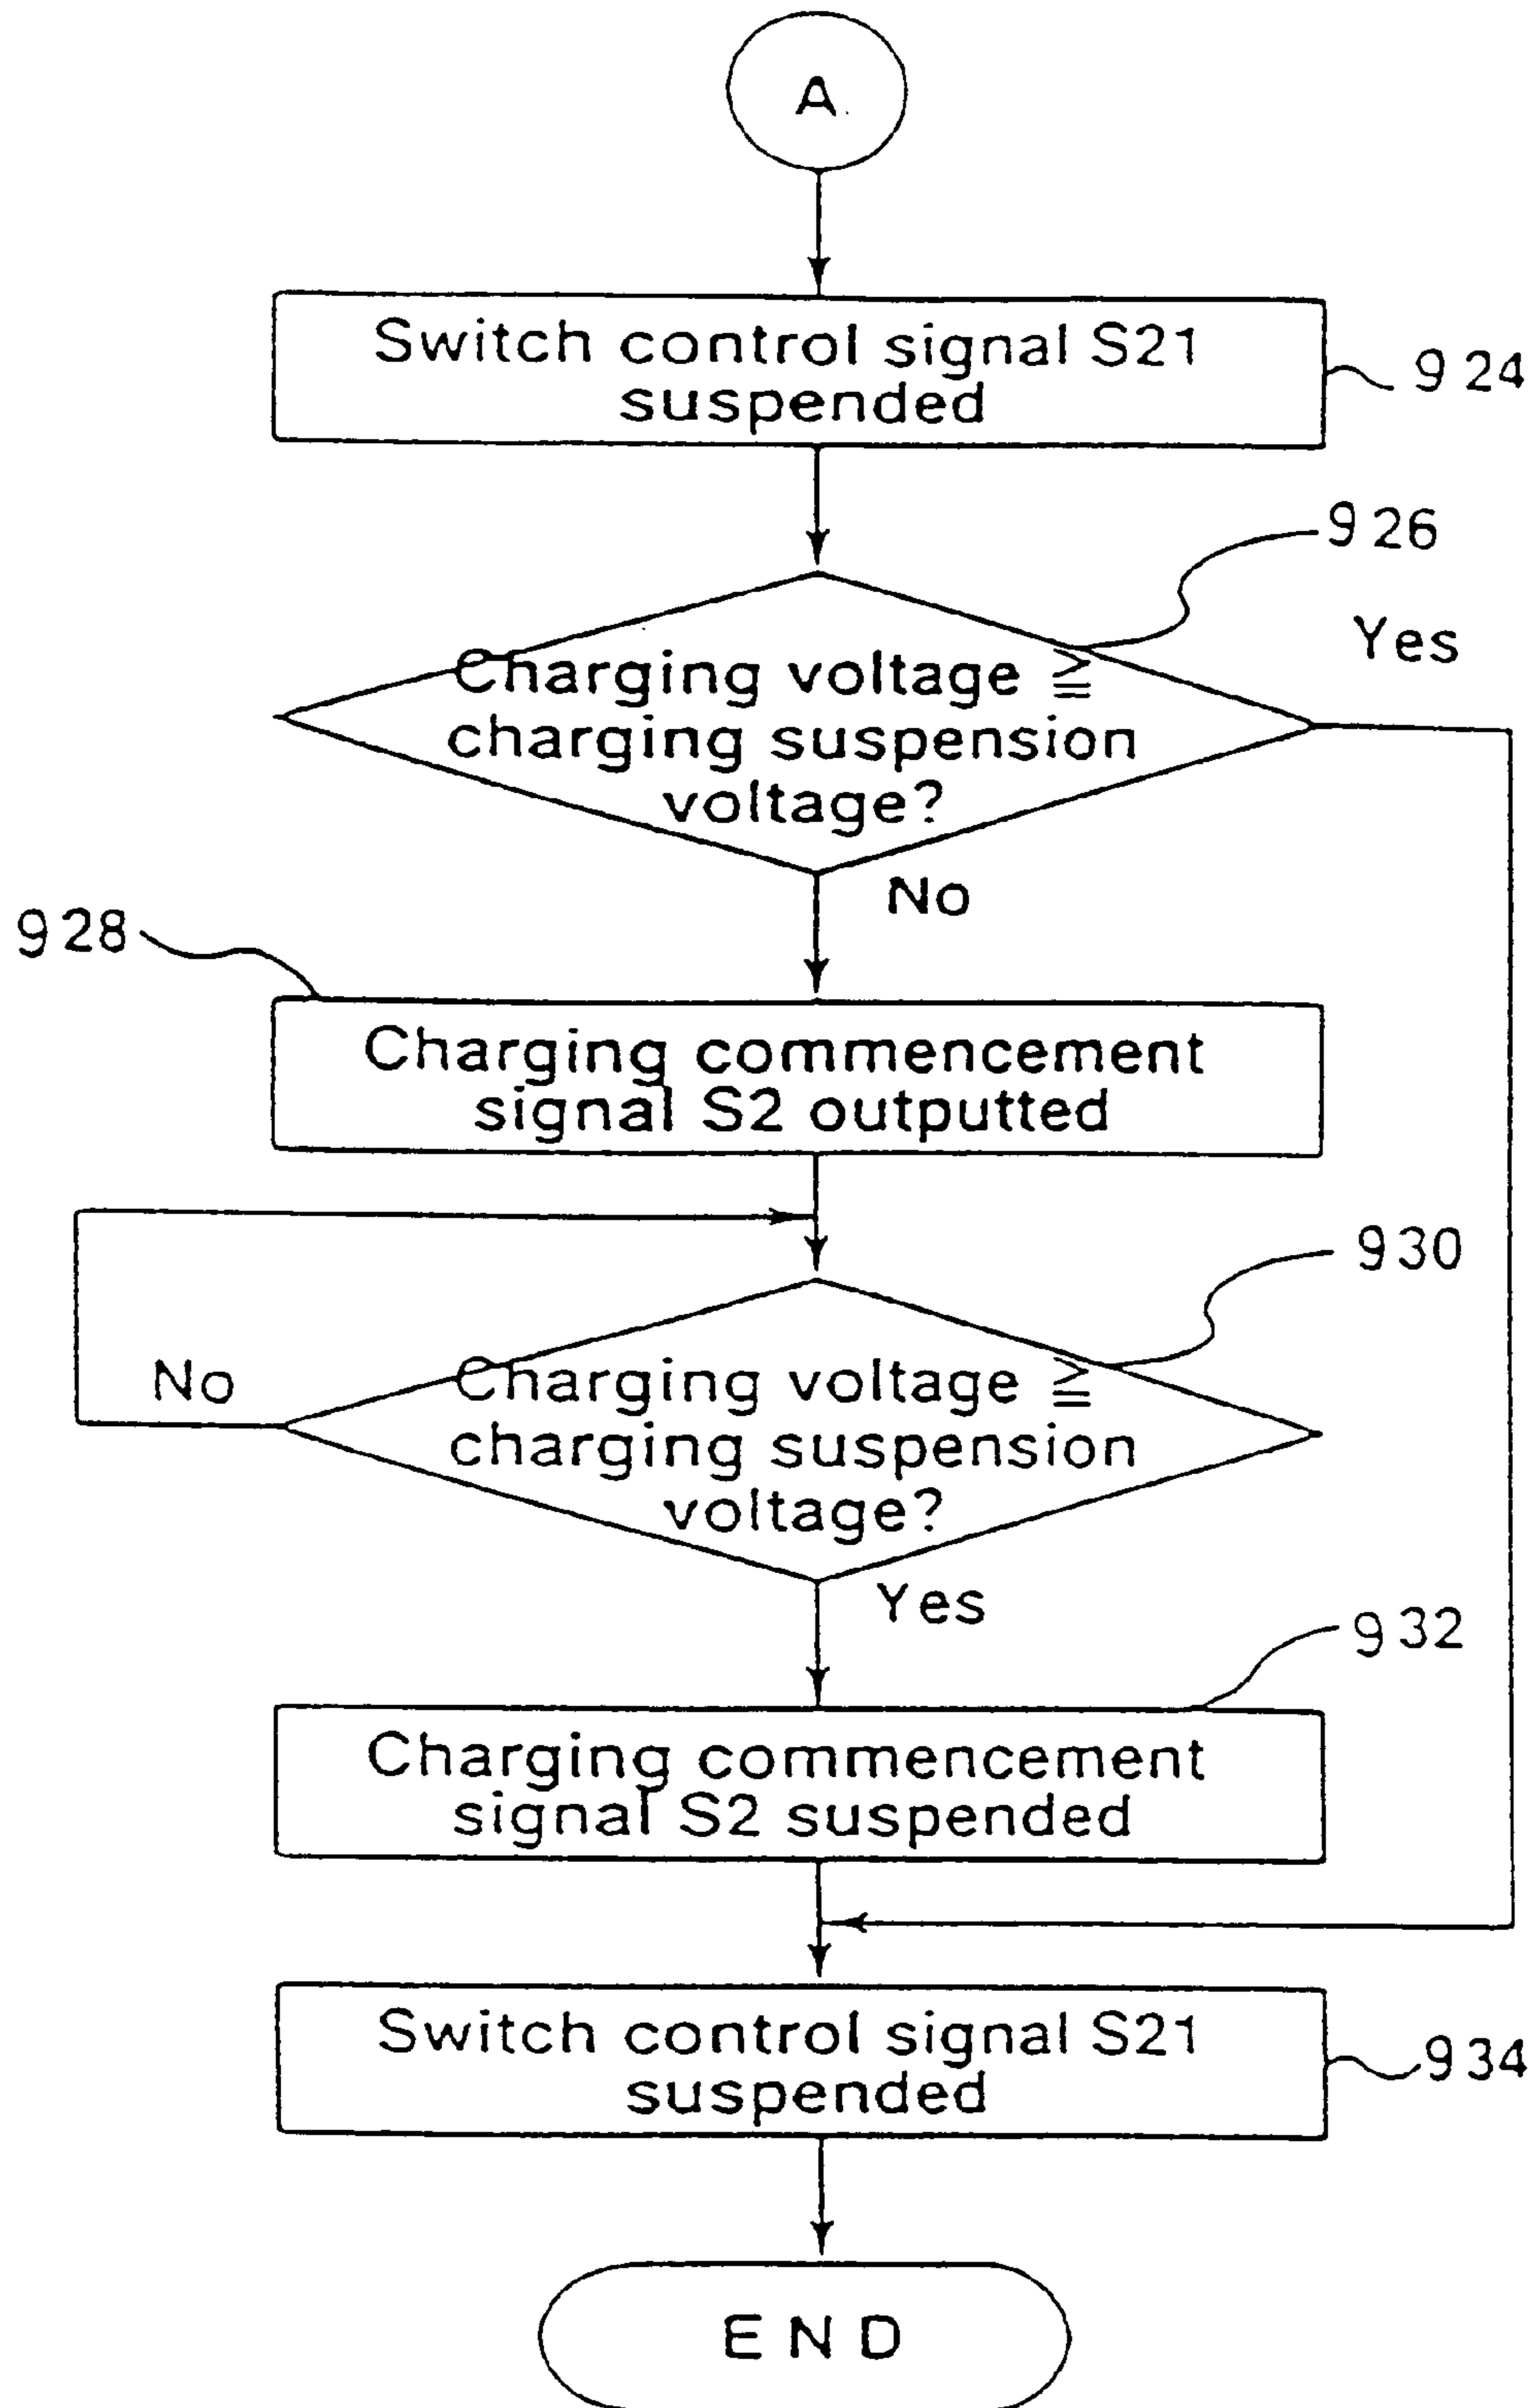 A
Switch control signal S21
suspended
924
926
Yes
Charging voltage ≧
charging suspension
voltage?
No
928
Charging commencement
signal S2 outputted
930
No
Charging voltage ≧
charging suspension
voltage?
Yes
932
Charging commencement
signal S2 suspended
Switch control signal S21
suspended
934
END